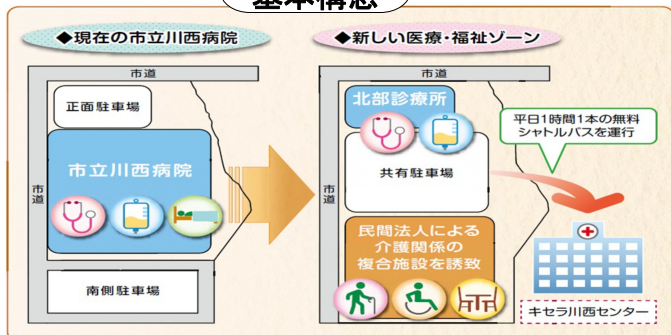 基本構想
◆現在の市立川西病院
◆新しい医療・福祉ゾーン
市道
正面駐車場
市立川西病院
市道
南側駐車場
市道
北部診療所
共有駐車場
市道
民間法人による
介護関係の
複合施設を誘致
平日1時間1本の無料
シャトルバスを運行
キセラ川西センター